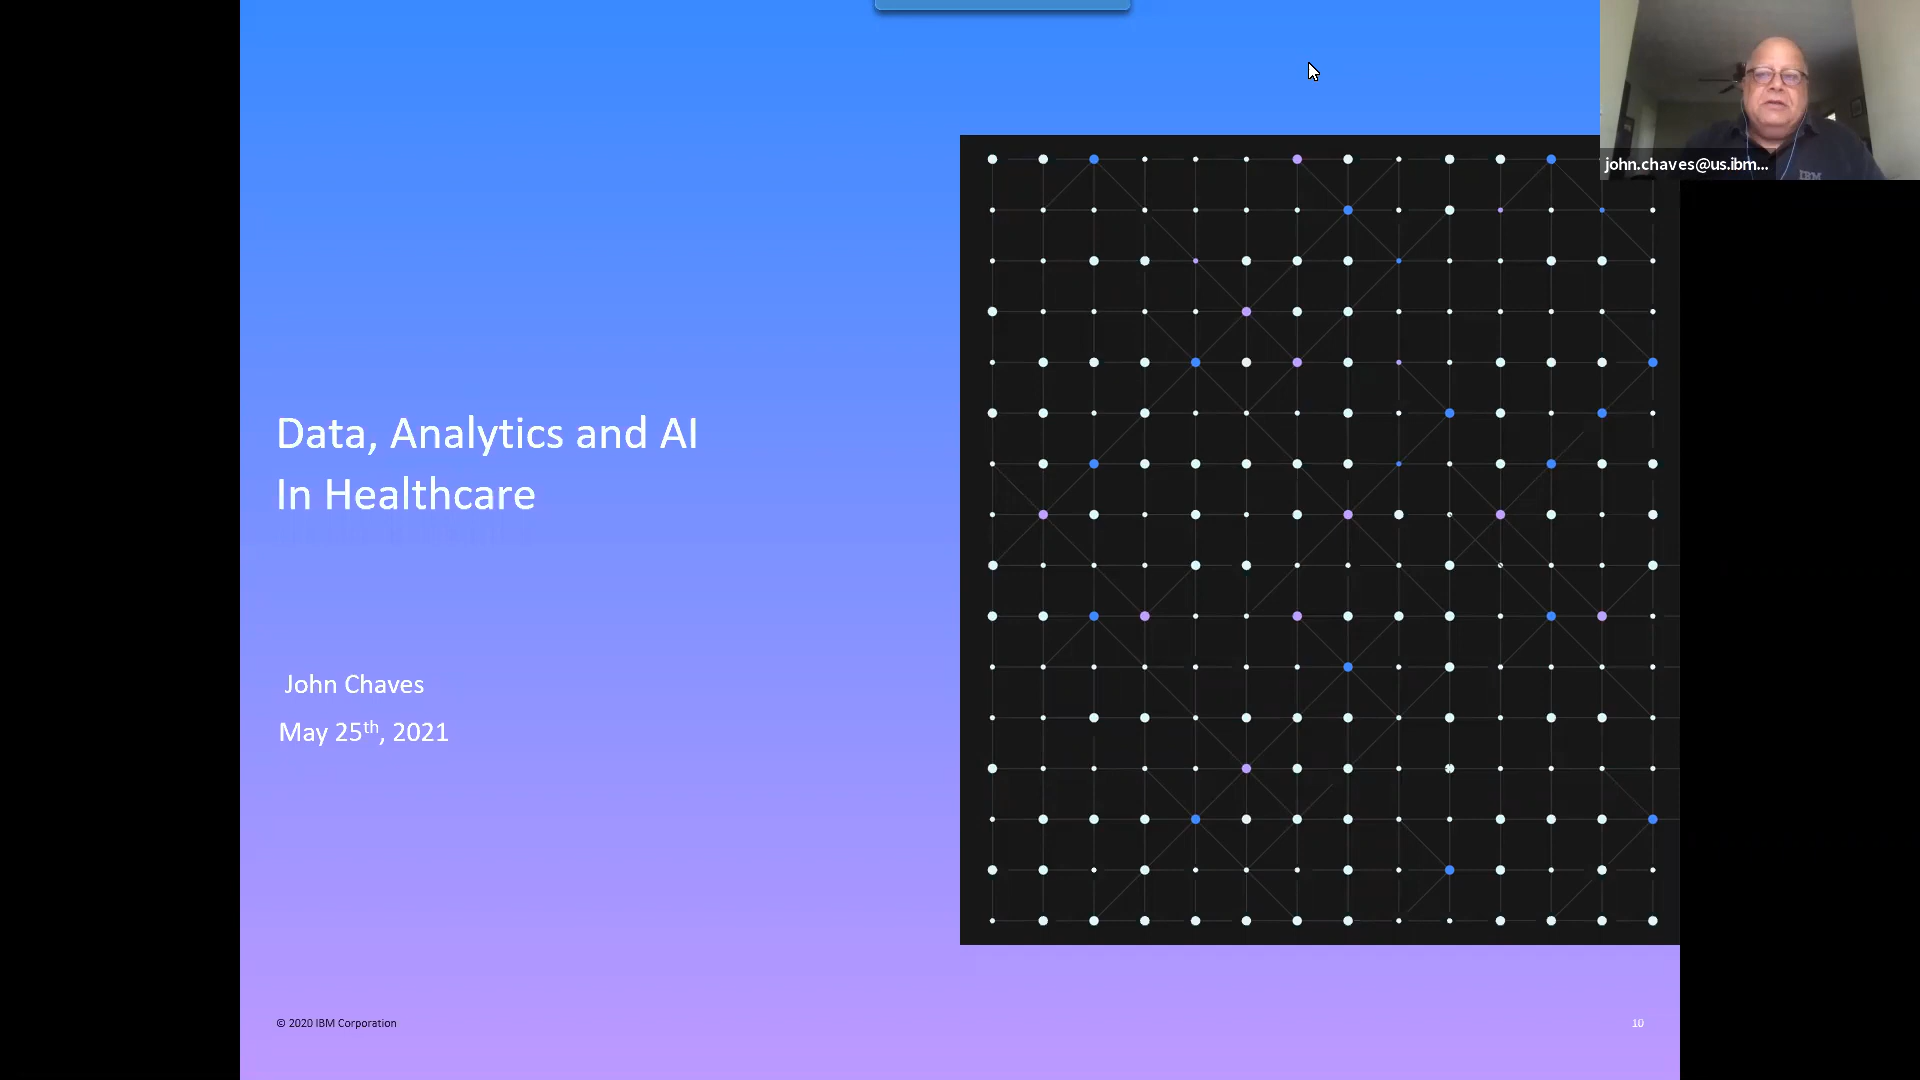 Data, Analytics and AI
In Healthcare
John Chaves
May 25th, 2021
© 2020 IBM Corporation
10
john.chaves@us.ibm...
IBM